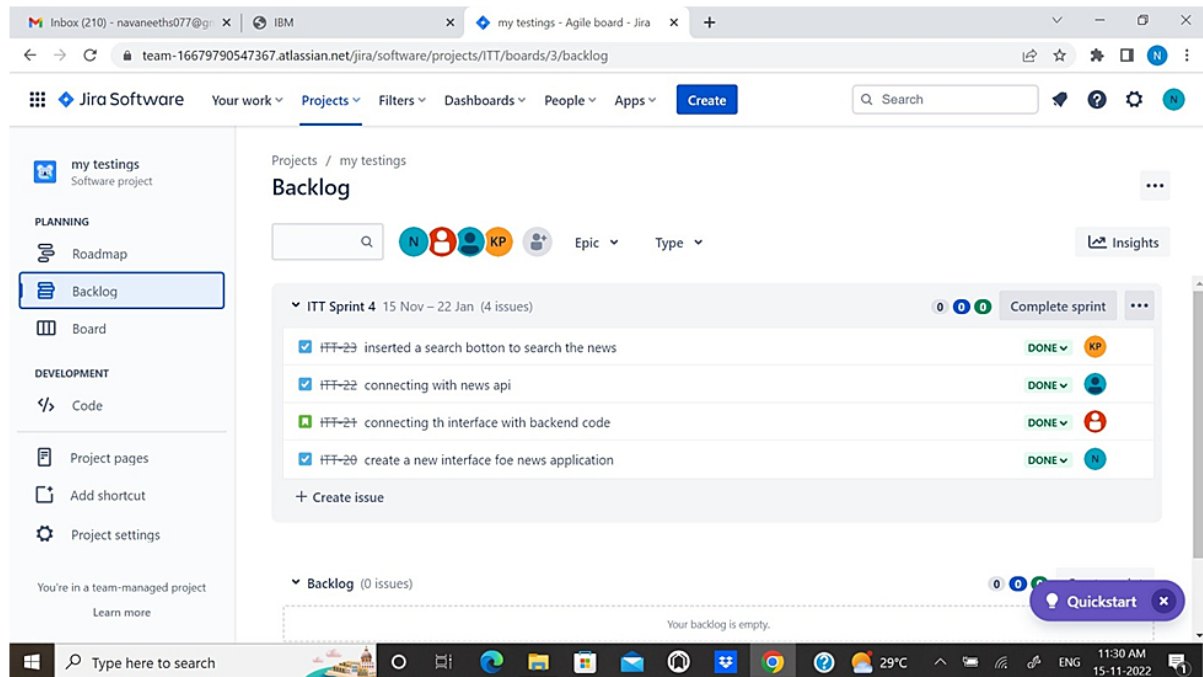 Inbox (210) - navaneeths077@gm
IBM
my testings - Agile board - Jira
team-16679790547367.atlassian.net/jira/software/projects/ITT/boards/3/backlog
N
Jira Software
Your work
Projects
Filters
Dashboards
People
Apps
Create
Search
N
my testings
Software project
PLANNING
Roadmap
Backlog
Board
DEVELOPMENT
Code
Project pages
Add shortcut
Project settings
You're in a team-managed project
Learn more
Projects / my testings
Backlog
N
KP
Epic
Type
Insights
ITT Sprint 4 15 Nov – 22 Jan (4 issues)
0 0 0
Complete sprint
ITT-23 inserted a search botton to search the news DONE KP
ITT-22 connecting with news api DONE
ITT-21 connecting th interface with backend code DONE
ITT-20 create a new interface foe news application DONE N
+ Create issue
Backlog (0 issues)
0 0
Your backlog is empty.
Quickstart
Type here to search
29°C
ENG
11:30 AM
15-11-2022
1